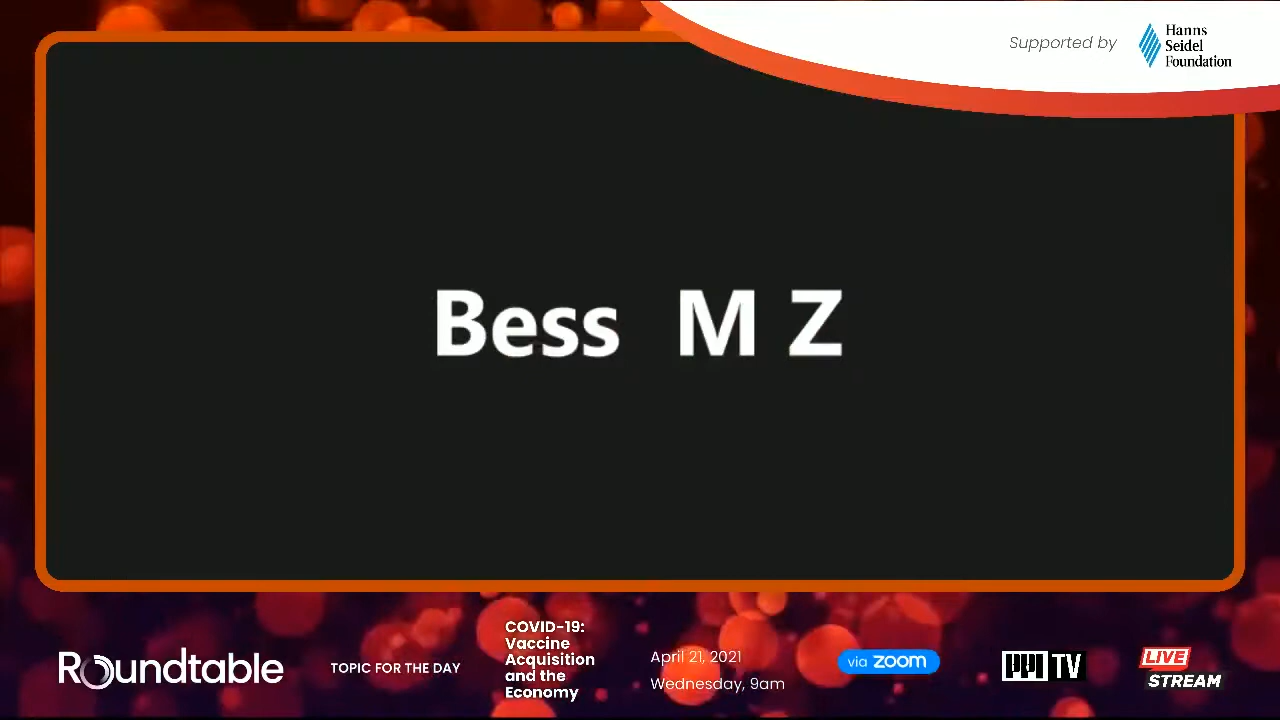 Supported by
Hanns
Seidel
Foundation
Bess M Z
Roundtable
TOPIC FOR THE DAY
COVID-19:
Vaccine
Acquisition
and the
Economy
April 21, 2021
Wednesday, 9am
via zoom
PPI TV
LIVE
STREAM